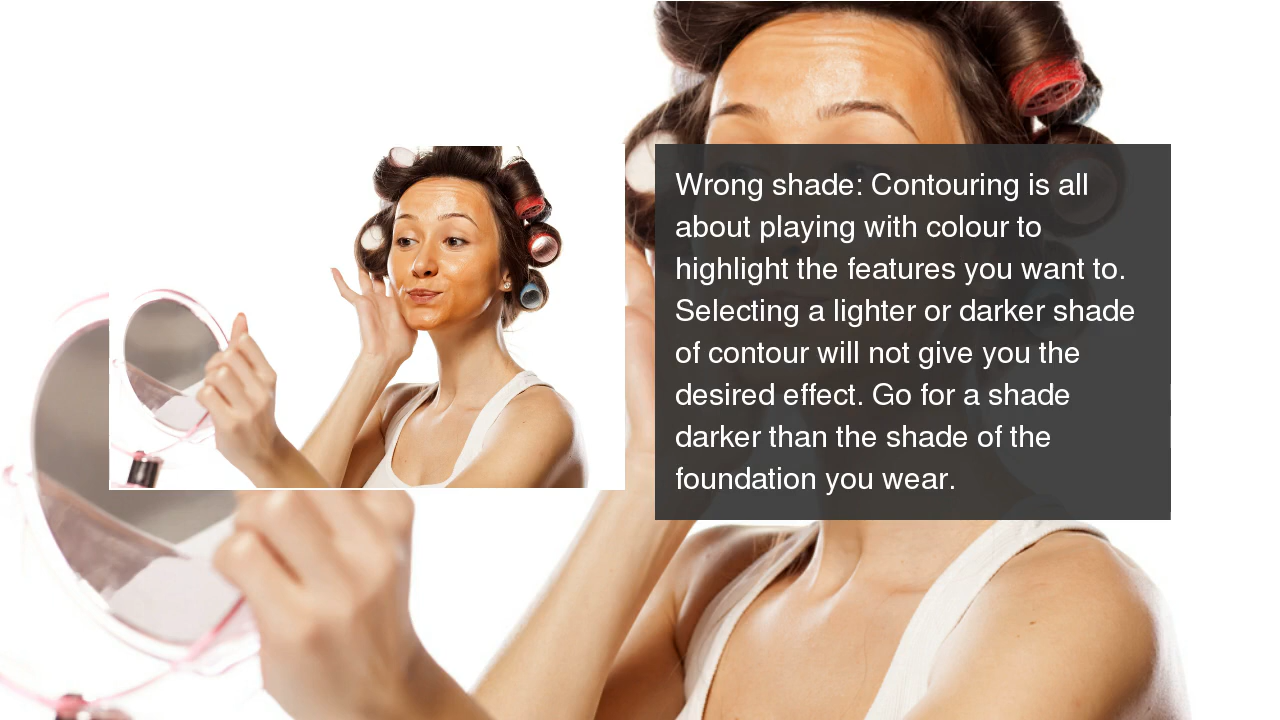 Wrong shade: Contouring is all
about playing with colour to
highlight the features you want to.
Selecting a lighter or darker shade
of contour will not give you the
desired effect. Go for a shade
darker than the shade of the
foundation you wear.